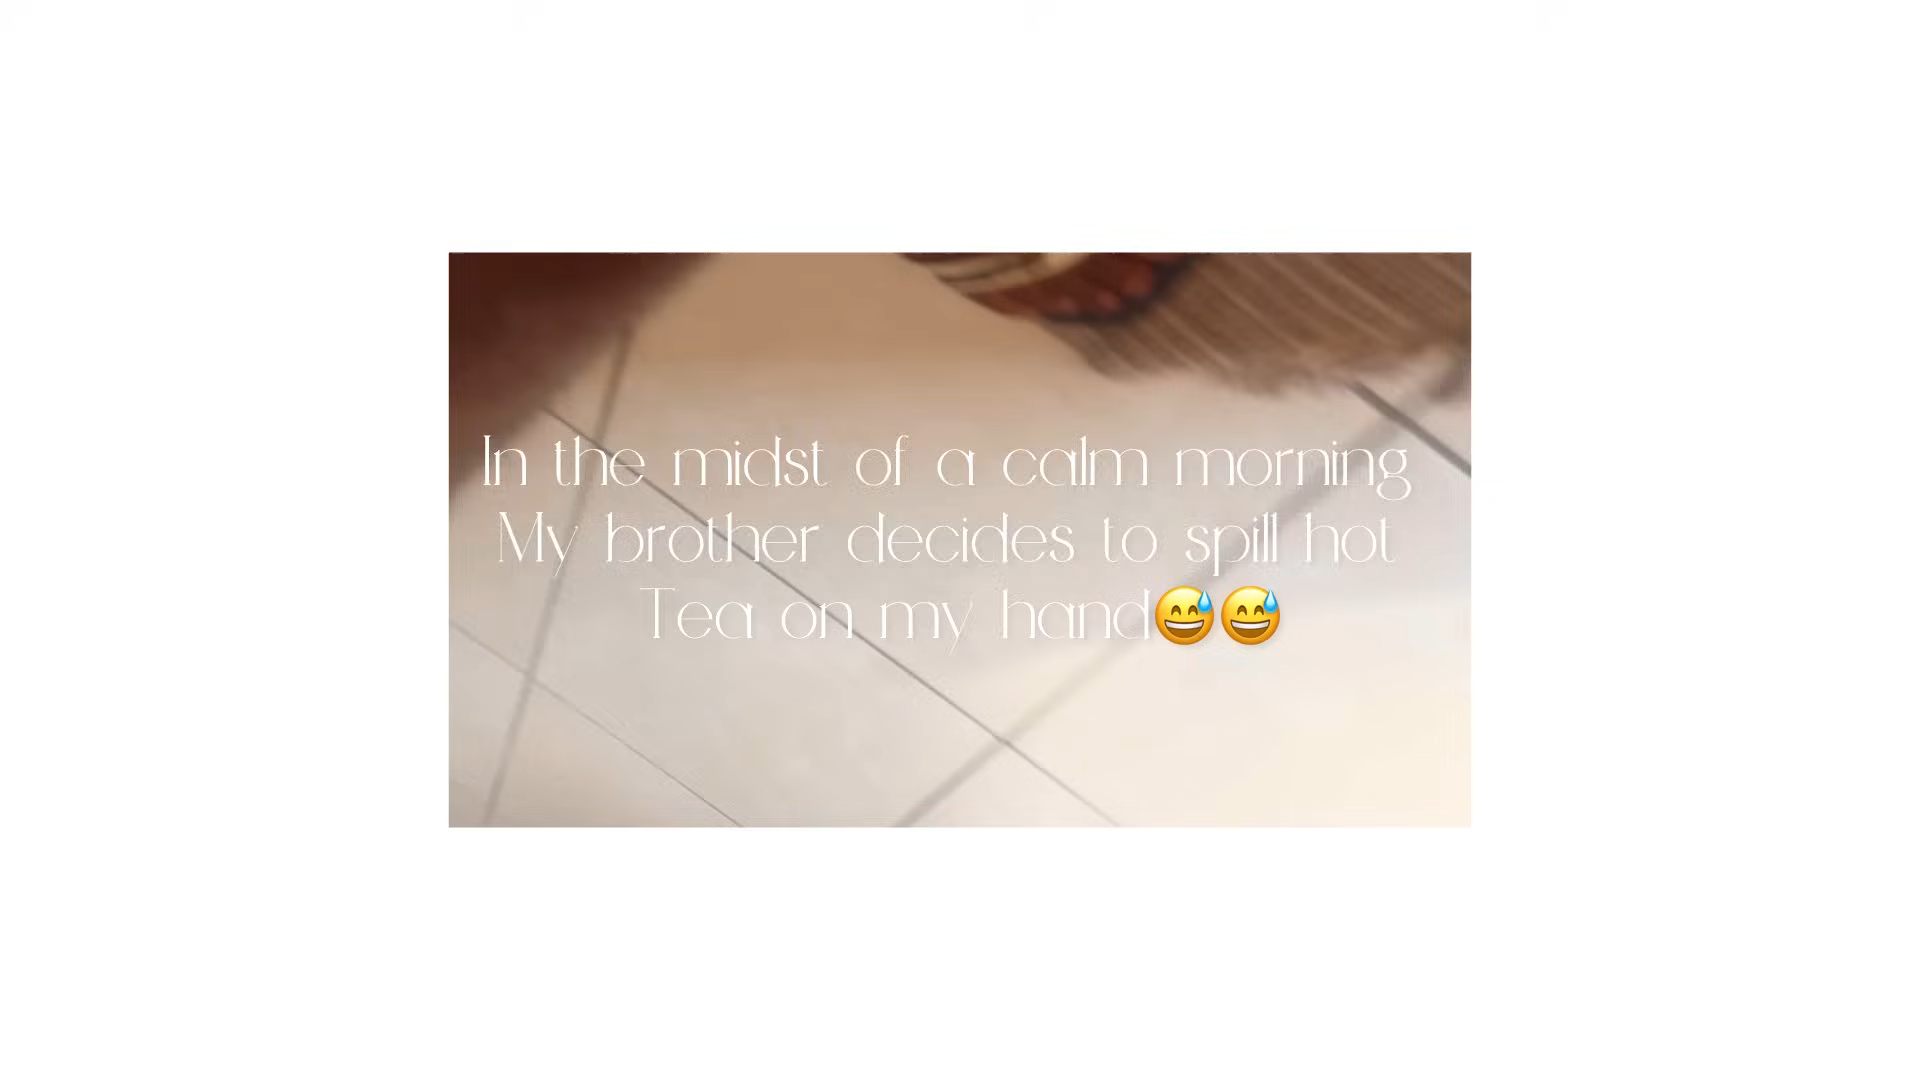 In the midst of a calm morning
My brother decides to spill hot
Tea on my hand😅😅